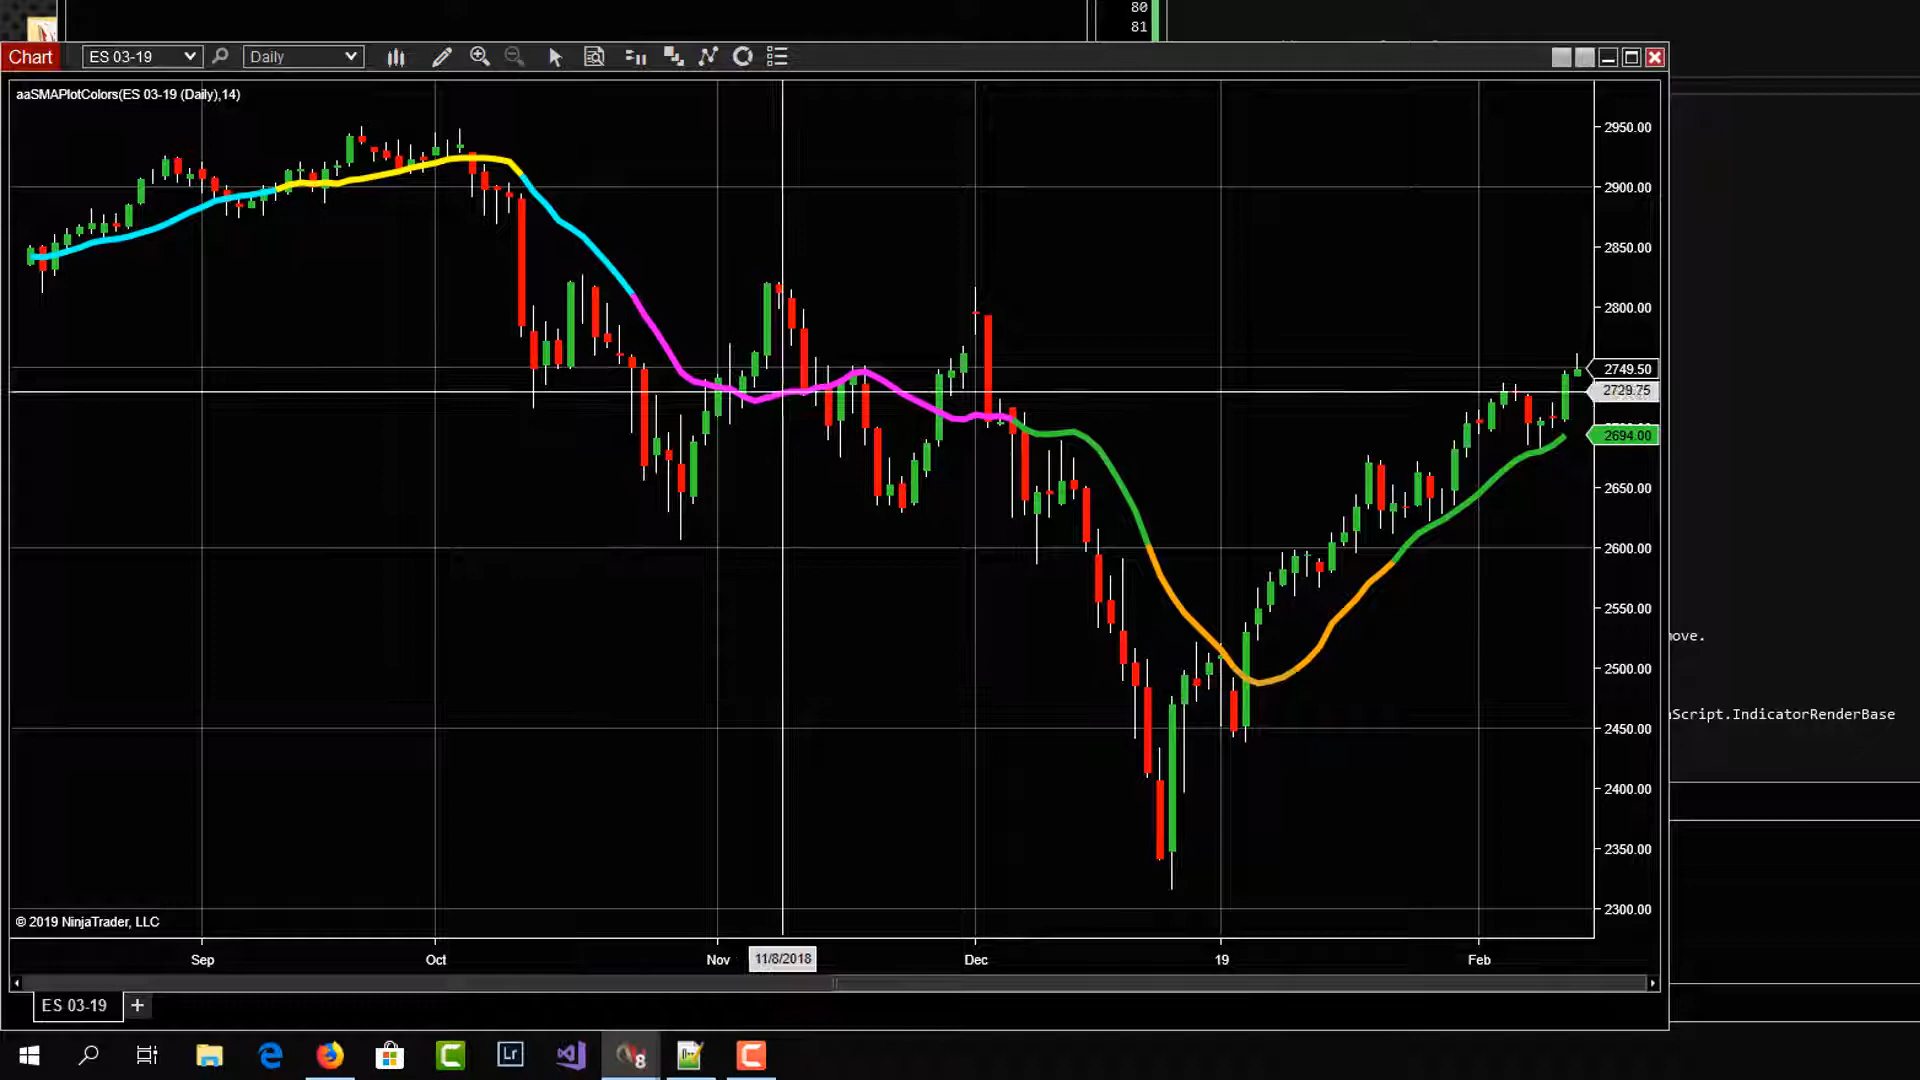 80
81
Chart
ES 03-19
Daily
aaSMAPlotColors(ES 03-19 (Daily),14)
2950.00
2900.00
2850.00
2800.00
2749.50
2729.75
2694.00
2650.00
2600.00
2550.00
2500.00
2450.00
2400.00
2350.00
2300.00
ove.
Script.IndicatorRenderBase
© 2019 NinjaTrader, LLC
Sep
Oct
Nov
11/8/2018
Dec
19
Feb
ES 03-19
+
Lr
8